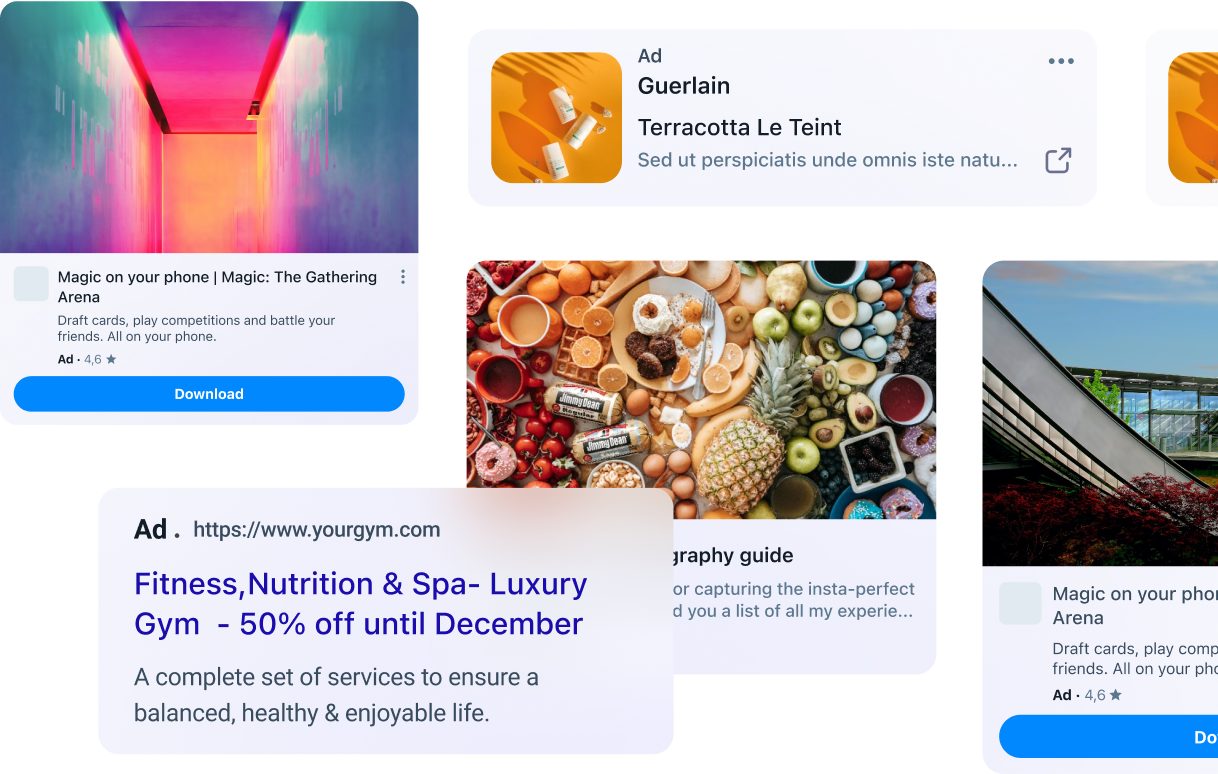 Magic on your phone | Magic: The Gathering
Arena
Draft cards, play competitions and battle your
friends. All on your phone.
Ad · 4,6 ★
Download
Ad
Guerlain
Terracotta Le Teint
Sed ut perspiciatis unde omnis iste natu...
Jimmy Dean
Regular
Jimmy Dean
graphy guide
or capturing the insta-perfect
d you a list of all my experie...
Ad . https://www.yourgym.com
Fitness,Nutrition & Spa- Luxury
Gym - 50% off until December
A complete set of services to ensure a
balanced, healthy & enjoyable life.
Magic on your phon
Arena
Draft cards, play comp
friends. All on your pho
Ad · 4,6 ★
Do